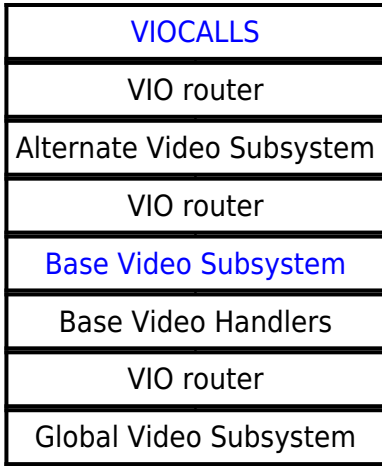 VIOCALLS
VIO router
Alternate Video Subsystem
VIO router
Base Video Subsystem
Base Video Handlers
VIO router
Global Video Subsystem